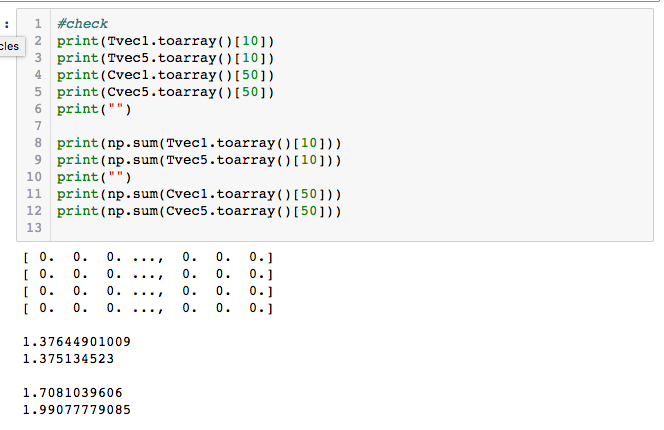 :
cles
1 #check
2 print(Tvec1.toarray()[10])
3 print(Tvec5.toarray()[10])
4 print(Cvec1.toarray()[50])
5 print(Cvec5.toarray()[50])
6 print("")
7
8 print(np.sum(Tvec1.toarray()[10]))
9 print(np.sum(Tvec5.toarray()[10]))
10 print("")
11 print(np.sum(Cvec1.toarray()[50]))
12 print(np.sum(Cvec5.toarray()[50]))
13
[ 0. 0. 0. ..., 0. 0. 0.]
[ 0. 0. 0. ..., 0. 0. 0.]
[ 0. 0. 0. ..., 0. 0. 0.]
[ 0. 0. 0. ..., 0. 0. 0.]
1.37644901009
1.375134523
1.7081039606
1.99077779085